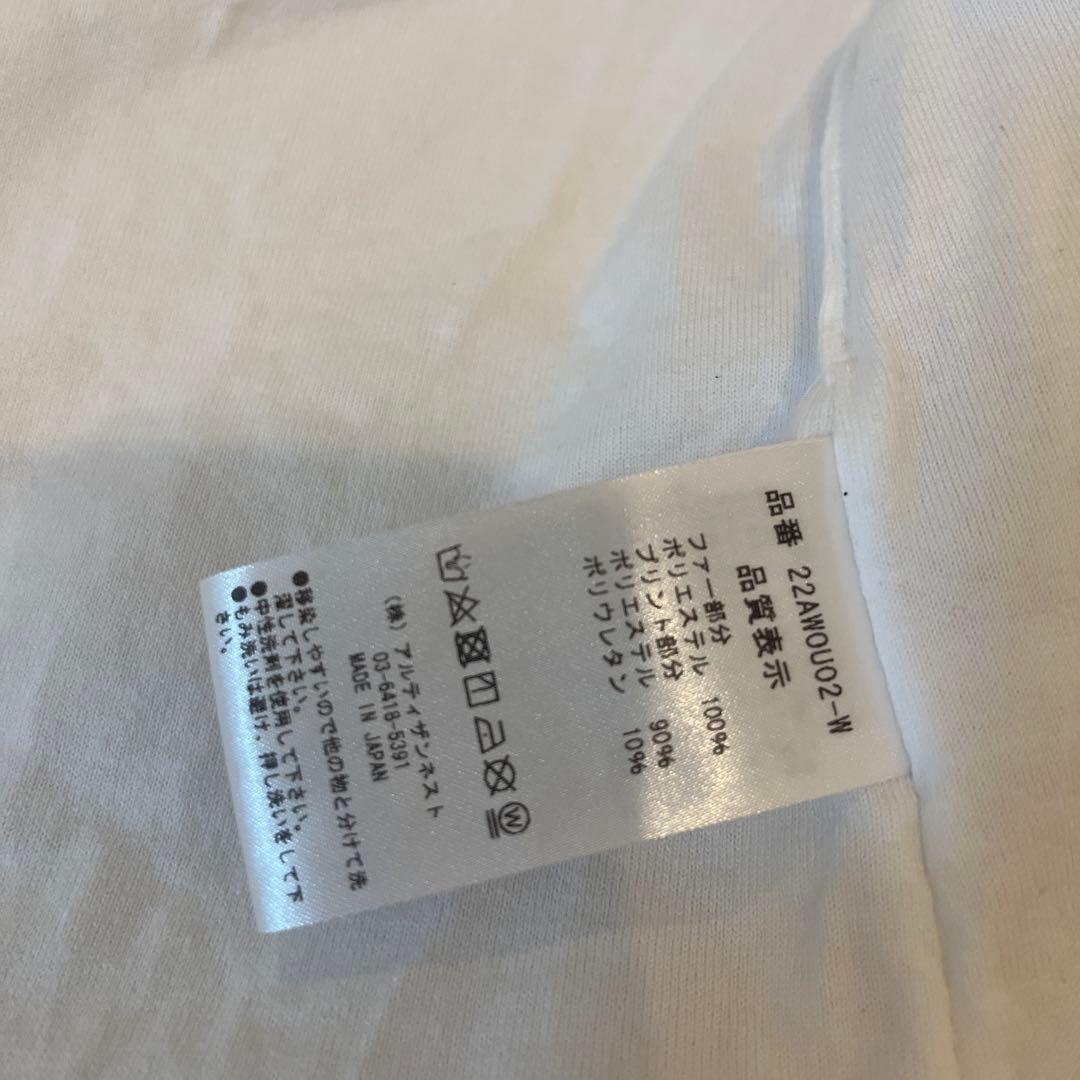 品番 22AWOU02-W
品質表示
ファー部分
ポリエステル 100%
プリント部分
ポリエステル 90%
ポリウレタン 10%
(株) アルティザンネスト
03-6418-5391
MADE IN JAPAN
●移染しやすいので他の物と分けて洗
濯して下さい。
●中性洗剤を使用して下さい。
●もみ洗いは避け、押し洗いをして下
さい。